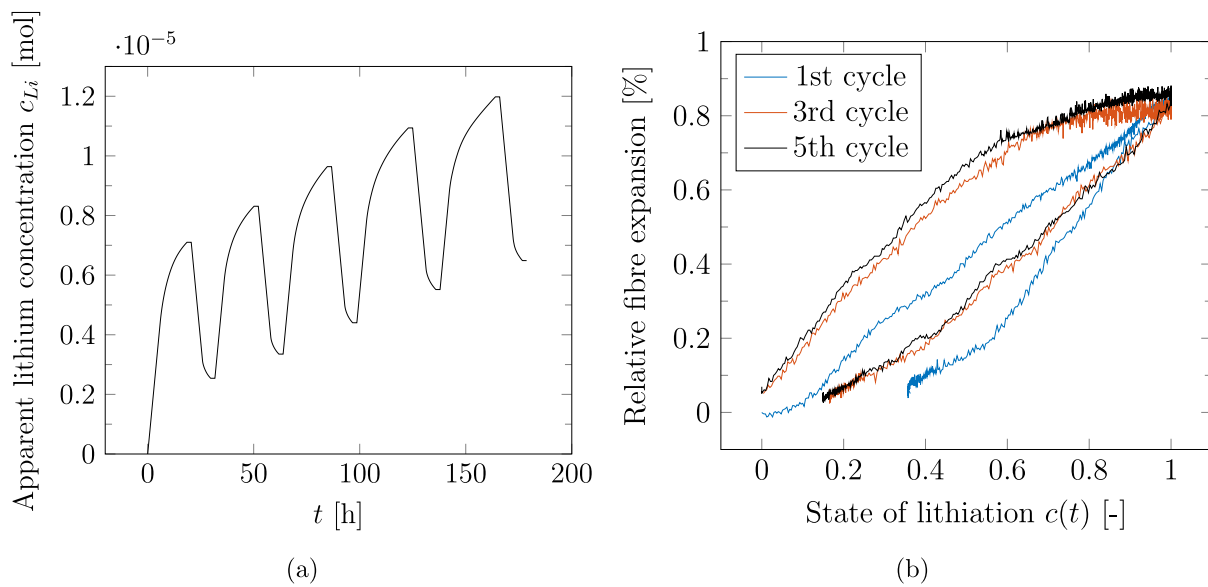 ·10⁻⁵
Apparent lithium concentration c_Li [mol]
1.2
1
0.8
0.6
0.4
0.2
0
0 50 100 150 200
t [h]
(a)
Relative fibre expansion [%]
1
0.8
0.6
0.4
0.2
0
1st cycle
3rd cycle
5th cycle
0 0.2 0.4 0.6 0.8 1
State of lithiation c(t) [-]
(b)